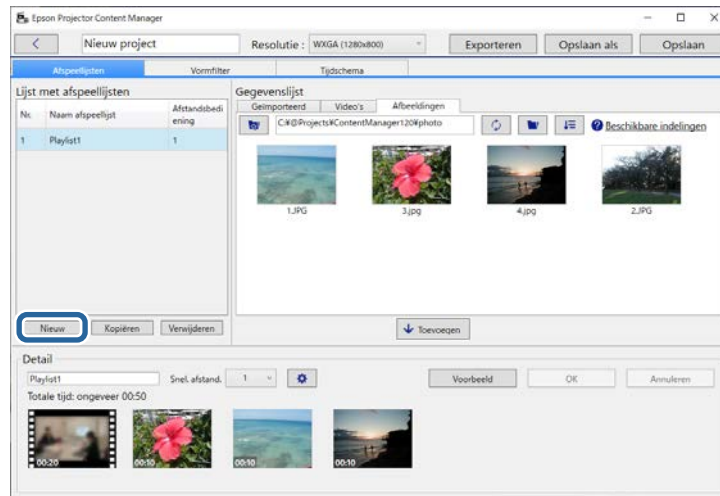 Epson Projector Content Manager
Nieuw project
Resolutie : WXGA (1280x800)
Exporteren
Opslaan als
Opslaan
Afspeellijsten
Vormfilter
Tijdschema
Lijst met afspeellijsten
Nr.
Naam afspeellijst
Afstandsbedi
ening
1
Playlist1
1
Nieuw
Kopiëren
Verwijderen
Gegevenslijst
Geïmporteerd
Video's
Afbeeldingen
C:¥@Projects¥ContentManager120¥photo
Beschikbare indelingen
1.JPG
3.jpg
4.jpg
2.JPG
Toevoegen
Detail
Playlist1
Snel. afstand.
1
Voorbeeld
OK
Annuleren
Totale tijd: ongeveer 00:50
00:20
00:10
00:10
00:10